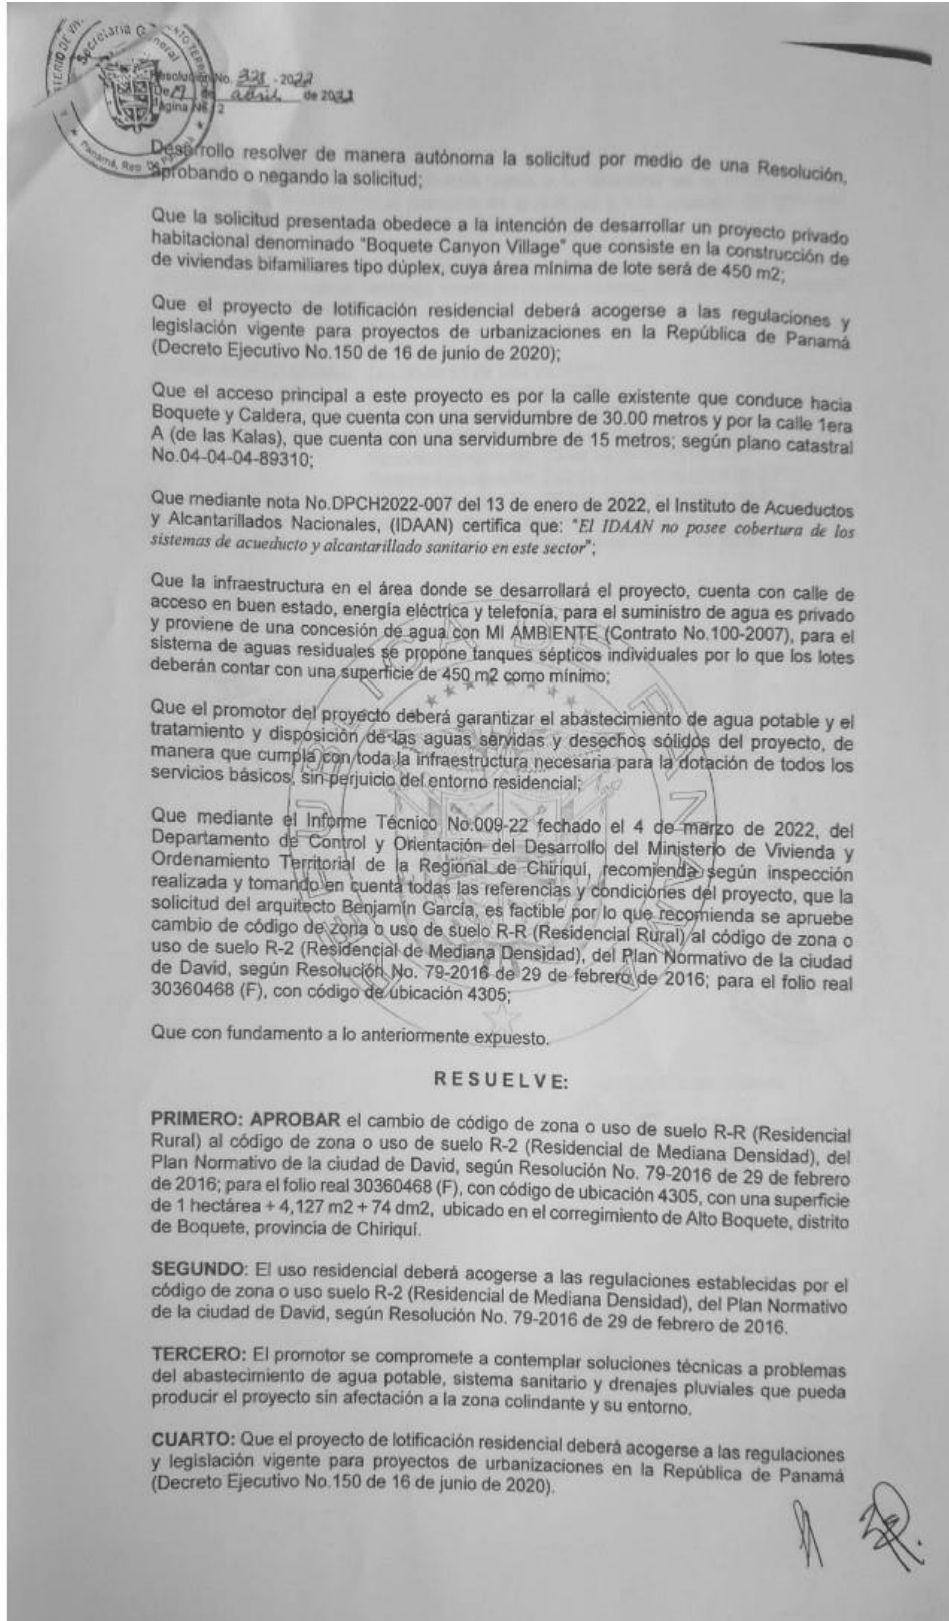 Secretaría General
Panamá, Rep. De Panamá
Resolución No. 328 - 2022
De 19 de abril de 2022
Página No. 2
Desarrollo resolver de manera autónoma la solicitud por medio de una Resolución,
aprobando o negando la solicitud;
Que la solicitud presentada obedece a la intención de desarrollar un proyecto privado
habitacional denominado "Boquete Canyon Village" que consiste en la construcción de
de viviendas bifamiliares tipo dúplex, cuya área mínima de lote será de 450 m2;
Que el proyecto de lotificación residencial deberá acogerse a las regulaciones y
legislación vigente para proyectos de urbanizaciones en la República de Panamá
(Decreto Ejecutivo No.150 de 16 de junio de 2020);
Que el acceso principal a este proyecto es por la calle existente que conduce hacia
Boquete y Caldera, que cuenta con una servidumbre de 30.00 metros y por la calle 1era
A (de las Kalas), que cuenta con una servidumbre de 15 metros; según plano catastral
No.04-04-04-89310;
Que mediante nota No.DPCH2022-007 del 13 de enero de 2022, el Instituto de Acueductos
y Alcantarillados Nacionales, (IDAAN) certifica que: "El IDAAN no posee cobertura de los
sistemas de acueducto y alcantarillado sanitario en este sector";
Que la infraestructura en el área donde se desarrollará el proyecto, cuenta con calle de
acceso en buen estado, energía eléctrica y telefonía, para el suministro de agua es privado
y proviene de una concesión de agua con MI AMBIENTE (Contrato No.100-2007), para el
sistema de aguas residuales se propone tanques sépticos individuales por lo que los lotes
deberán contar con una superficie de 450 m2 como mínimo;
Que el promotor del proyecto deberá garantizar el abastecimiento de agua potable y el
tratamiento y disposición de las aguas servidas y desechos sólidos del proyecto, de
manera que cumpla con toda la infraestructura necesaria para la dotación de todos los
servicios básicos, sin perjuicio del entorno residencial;
Que mediante el Informe Técnico No.009-22 fechado el 4 de marzo de 2022, del
Departamento de Control y Orientación del Desarrollo del Ministerio de Vivienda y
Ordenamiento Territorial de la Regional de Chiriquí, recomienda según inspección
realizada y tomando en cuenta todas las referencias y condiciones del proyecto, que la
solicitud del arquitecto Benjamín García, es factible por lo que recomienda se apruebe
cambio de código de zona o uso de suelo R-R (Residencial Rural) al código de zona o
uso de suelo R-2 (Residencial de Mediana Densidad), del Plan Normativo de la ciudad
de David, según Resolución No. 79-2016 de 29 de febrero de 2016; para el folio real
30360468 (F), con código de ubicación 4305;
Que con fundamento a lo anteriormente expuesto.
RESUELVE:
PRIMERO: APROBAR el cambio de código de zona o uso de suelo R-R (Residencial
Rural) al código de zona o uso de suelo R-2 (Residencial de Mediana Densidad), del
Plan Normativo de la ciudad de David, según Resolución No. 79-2016 de 29 de febrero
de 2016; para el folio real 30360468 (F), con código de ubicación 4305, con una superficie
de 1 hectárea + 4,127 m2 + 74 dm2, ubicado en el corregimiento de Alto Boquete, distrito
de Boquete, provincia de Chiriquí.
SEGUNDO: El uso residencial deberá acogerse a las regulaciones establecidas por el
código de zona o uso suelo R-2 (Residencial de Mediana Densidad), del Plan Normativo
de la ciudad de David, según Resolución No. 79-2016 de 29 de febrero de 2016.
TERCERO: El promotor se compromete a contemplar soluciones técnicas a problemas
del abastecimiento de agua potable, sistema sanitario y drenajes pluviales que pueda
producir el proyecto sin afectación a la zona colindante y su entorno.
CUARTO: Que el proyecto de lotificación residencial deberá acogerse a las regulaciones
y legislación vigente para proyectos de urbanizaciones en la República de Panamá
(Decreto Ejecutivo No.150 de 16 de junio de 2020).